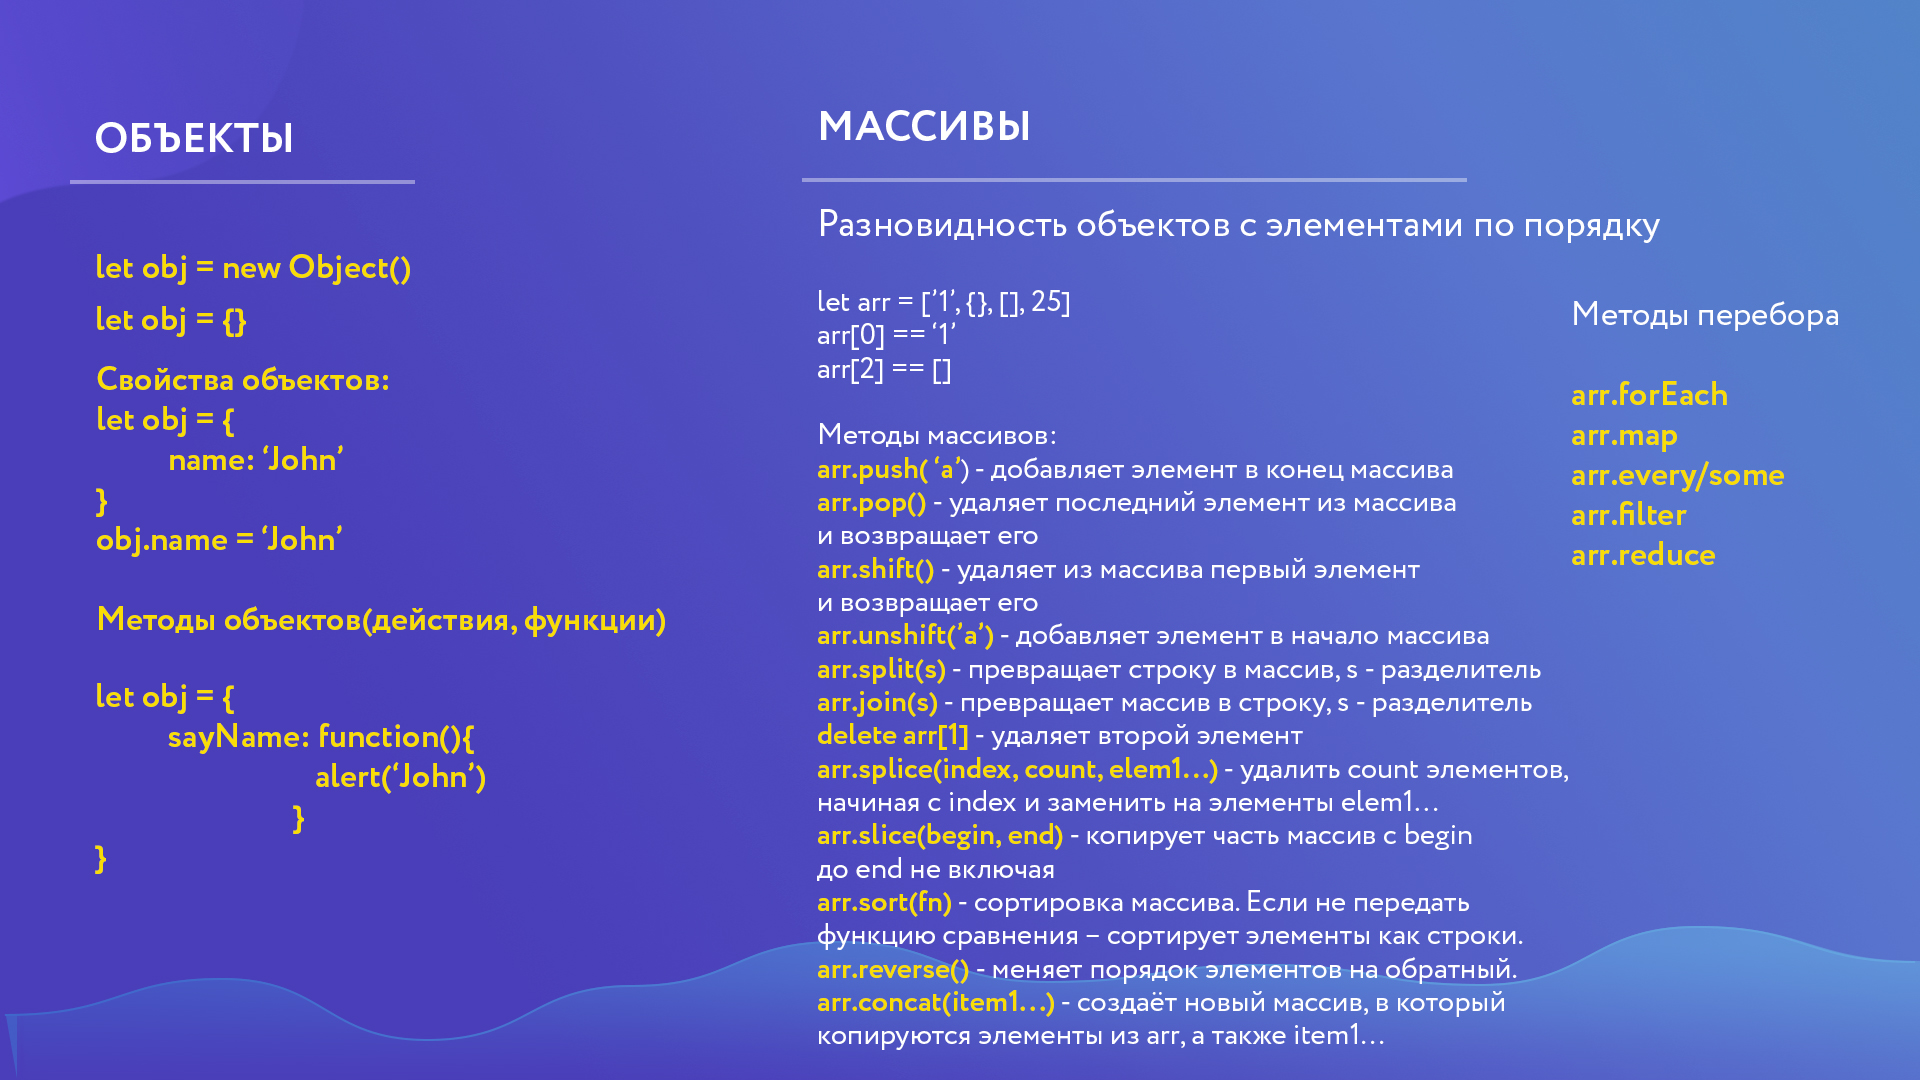 ОБЪЕКТЫ
let obj = new Object()
let obj = {}
Свойства объектов:
let obj = {
name: ‘John’
}
obj.name = ‘John’
Методы объектов(действия, функции)
let obj = {
sayName: function(){
alert(‘John’)
}
}
МАССИВЫ
Разновидность объектов с элементами по порядку
let arr = [’1’, {}, [], 25]
arr[0] == ‘1’
arr[2] == []
Методы массивов:
arr.push( ‘a’) - добавляет элемент в конец массива
arr.pop() - удаляет последний элемент из массива
и возвращает его
arr.shift() - удаляет из массива первый элемент
и возвращает его
arr.unshift(’a’) - добавляет элемент в начало массива
arr.split(s) - превращает строку в массив, s - разделитель
arr.join(s) - превращает массив в строку, s - разделитель
delete arr[1] - удаляет второй элемент
arr.splice(index, count, elem1...) - удалить count элементов,
начиная с index и заменить на элементы elem1...
arr.slice(begin, end) - копирует часть массив с begin
до end не включая
arr.sort(fn) - сортировка массива. Если не передать
функцию сравнения – сортирует элементы как строки.
arr.reverse() - меняет порядок элементов на обратный.
arr.concat(item1...) - создаёт новый массив, в который
копируются элементы из arr, а также item1...
Методы перебора
arr.forEach
arr.map
arr.every/some
arr.filter
arr.reduce